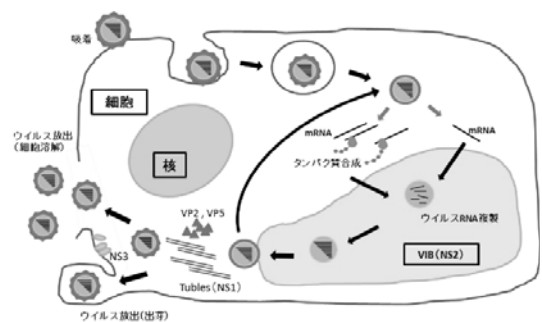 吸着
細胞
核
mRNA
mRNA
タンパク質合成
ウイルス放出
(細胞溶解)
ウイルスRNA複製
VP2 , VP5
VIB(NS2)
NS3
Tubles(NS1)
ウイルス放出(出芽)